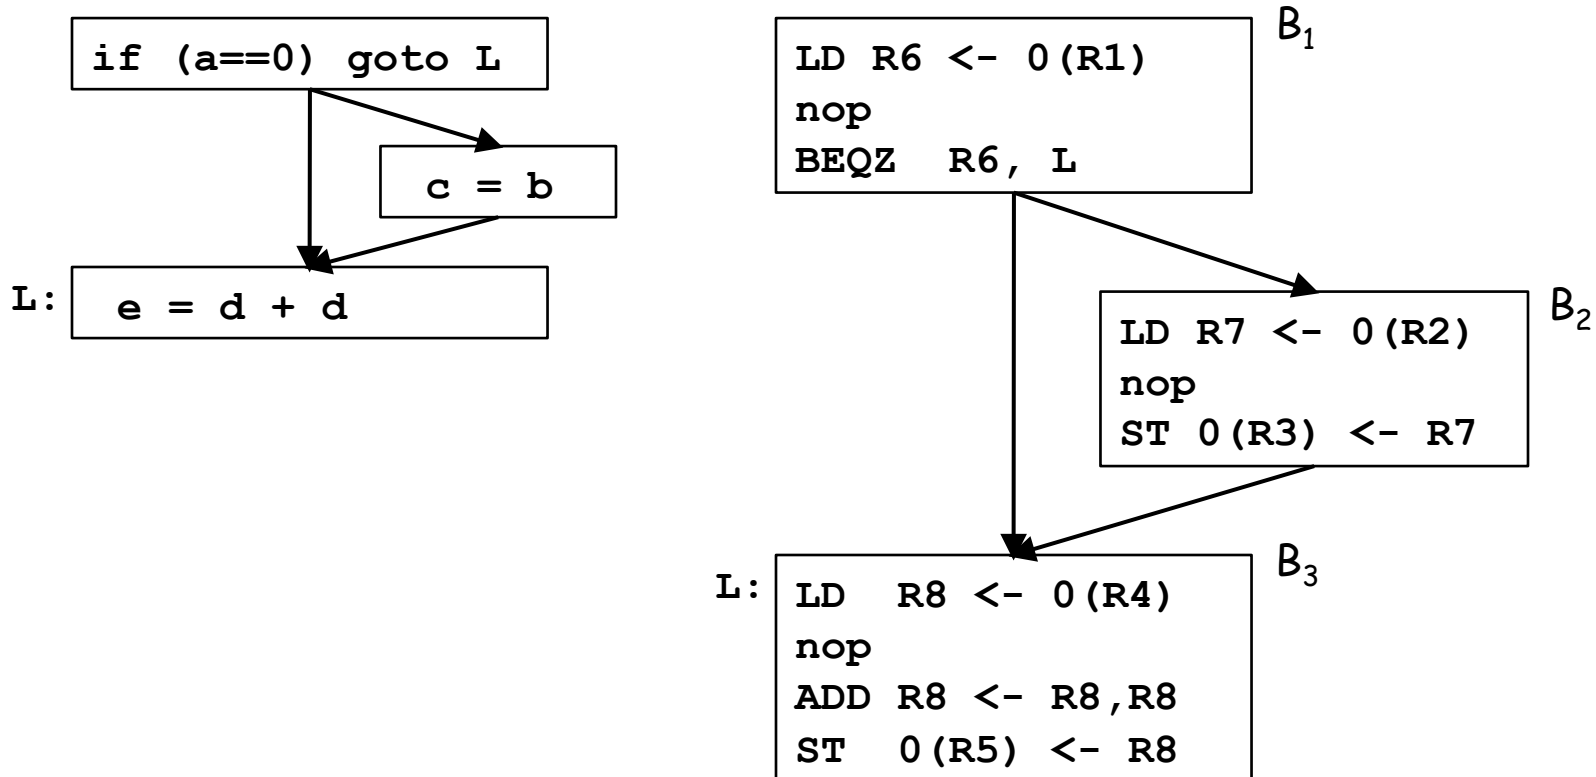 if (a==0) goto L
c = b
L:
e = d + d
B1
LD R6 <- 0(R1)
nop
BEQZ R6, L
B2
LD R7 <- 0(R2)
nop
ST 0(R3) <- R7
B3
L:
LD R8 <- 0(R4)
nop
ADD R8 <- R8,R8
ST 0(R5) <- R8